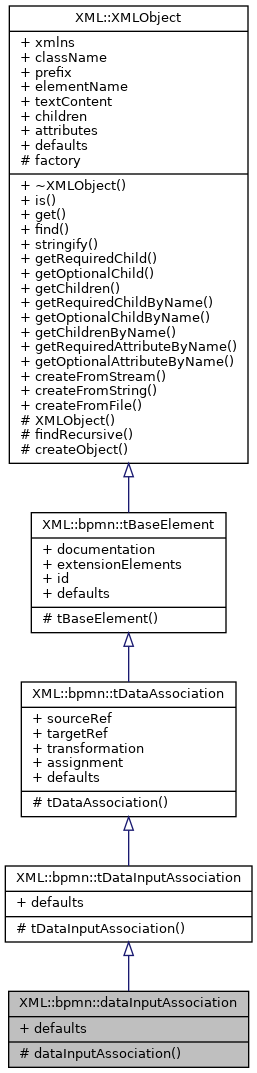 XML::XMLObject
+ xmlns
+ className
+ prefix
+ elementName
+ textContent
+ children
+ attributes
+ defaults
# factory
+ ~XMLObject()
+ is()
+ get()
+ find()
+ stringify()
+ getRequiredChild()
+ getOptionalChild()
+ getChildren()
+ getRequiredChildByName()
+ getOptionalChildByName()
+ getChildrenByName()
+ getRequiredAttributeByName()
+ getOptionalAttributeByName()
+ createFromStream()
+ createFromString()
+ createFromFile()
# XMLObject()
# findRecursive()
# createObject()
XML::bpmn::tBaseElement
+ documentation
+ extensionElements
+ id
+ defaults
# tBaseElement()
XML::bpmn::tDataAssociation
+ sourceRef
+ targetRef
+ transformation
+ assignment
+ defaults
# tDataAssociation()
XML::bpmn::tDataInputAssociation
+ defaults
# tDataInputAssociation()
XML::bpmn::dataInputAssociation
+ defaults
# dataInputAssociation()